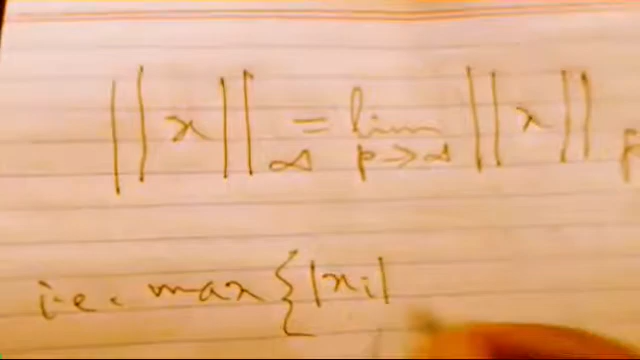 ||x||∞ = lim p→∞ ||x||p
i.e. max {|xi|